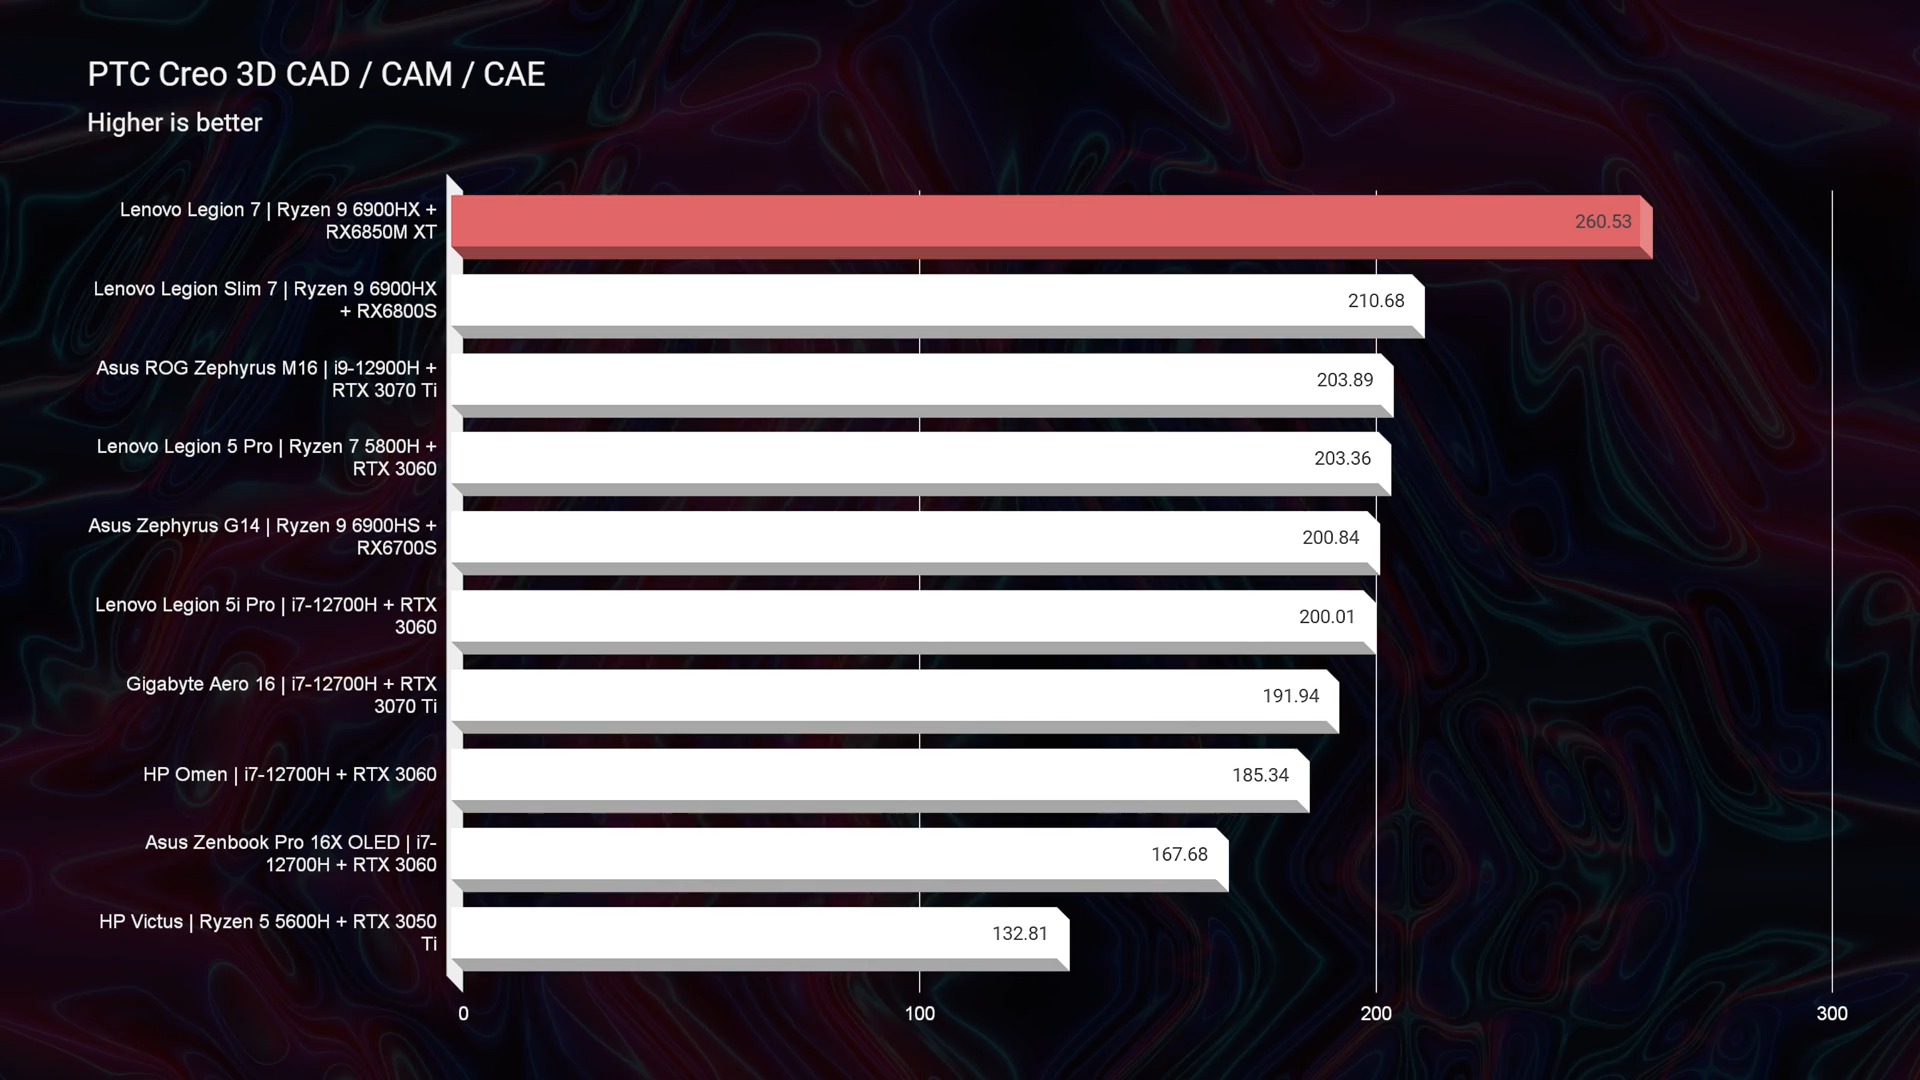 PTC Creo 3D CAD / CAM / CAE
Higher is better
Lenovo Legion 7 | Ryzen 9 6900HX +
RX6850M XT
260.53
Lenovo Legion Slim 7 | Ryzen 9 6900HX
+ RX6800S
210.68
Asus ROG Zephyrus M16 | i9-12900H +
RTX 3070 Ti
203.89
Lenovo Legion 5 Pro | Ryzen 7 5800H +
RTX 3060
203.36
Asus Zephyrus G14 | Ryzen 9 6900HS +
RX6700S
200.84
Lenovo Legion 5i Pro | i7-12700H + RTX
3060
200.01
Gigabyte Aero 16 | i7-12700H + RTX
3070 Ti
191.94
HP Omen | i7-12700H + RTX 3060
185.34
Asus Zenbook Pro 16X OLED | i7-
12700H + RTX 3060
167.68
HP Victus | Ryzen 5 5600H + RTX 3050
Ti
132.81
0 100 200 300